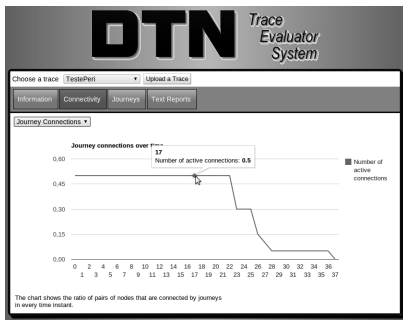 DTN Trace
Evaluator
System
Choose a trace TestePeri Upload a Trace
Information Connectivity Journeys Text Reports
Journey Connections
Journey connections over time
17
Number of active connections: 0.5
Number of
active
connections
0,60
0,45
0,30
0,15
0,00
0 2 4 6 8 10 12 14 16 18 20 22 24 26 28 30 32 34 36
1 3 5 7 9 11 13 15 17 19 21 23 25 27 29 31 33 35 37
The chart shows the ratio of pairs of nodes that are connected by journeys
in every time instant.